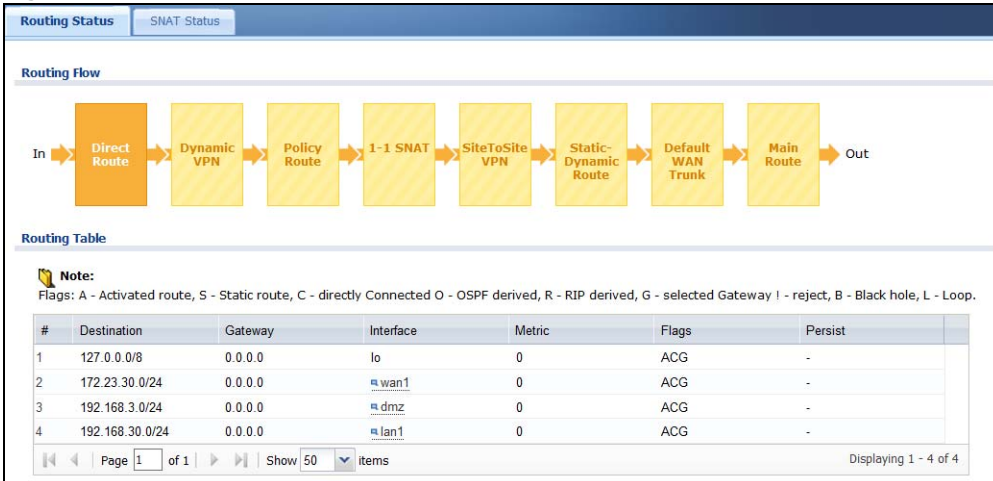 Routing Status SNAT Status
Routing Flow
In Direct Route Dynamic VPN Policy Route 1-1 SNAT SiteToSite VPN Static-Dynamic Route Default WAN Trunk Main Route Out
Routing Table
Note:
Flags: A - Activated route, S - Static route, C - directly Connected O - OSPF derived, R - RIP derived, G - selected Gateway ! - reject, B - Black hole, L - Loop.
# Destination Gateway Interface Metric Flags Persist
1 127.0.0.0/8 0.0.0.0 lo 0 ACG -
2 172.23.30.0/24 0.0.0.0 wan1 0 ACG -
3 192.168.3.0/24 0.0.0.0 dmz 0 ACG -
4 192.168.30.0/24 0.0.0.0 lan1 0 ACG -
Page 1 of 1 Show 50 items Displaying 1 - 4 of 4